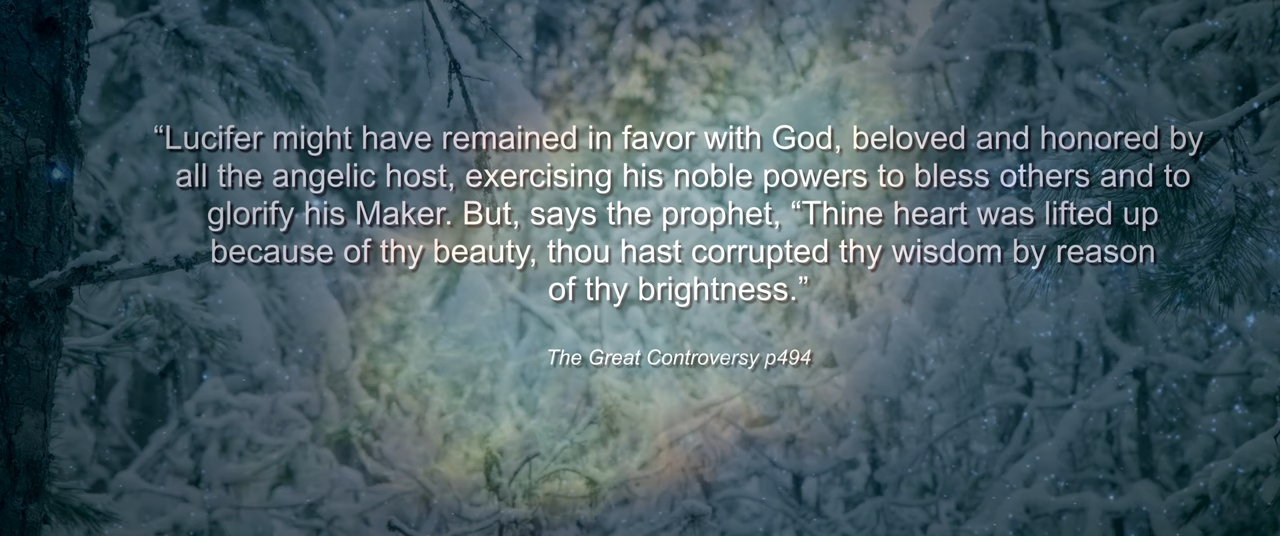 “Lucifer might have remained in favor with God, beloved and honored by
all the angelic host, exercising his noble powers to bless others and to
glorify his Maker. But, says the prophet, “Thine heart was lifted up
because of thy beauty, thou hast corrupted thy wisdom by reason
of thy brightness.”
The Great Controversy p494